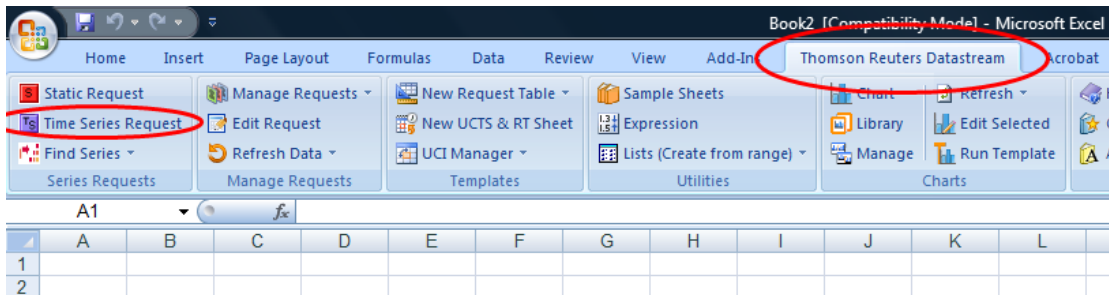 Book2 [Compatibility Mode] - Microsoft Excel
Home Insert Page Layout Formulas Data Review View Add-Ins Thomson Reuters Datastream Acrobat
S Static Request Manage Requests New Request Table Sample Sheets Chart Refresh
Ts Time Series Request Edit Request New UCTS & RT Sheet Expression Library Edit Selected
Find Series Refresh Data UCI Manager Lists (Create from range) Manage Run Template
Series Requests Manage Requests Templates Utilities Charts
A1 fx
A B C D E F G H I J K L
1
2